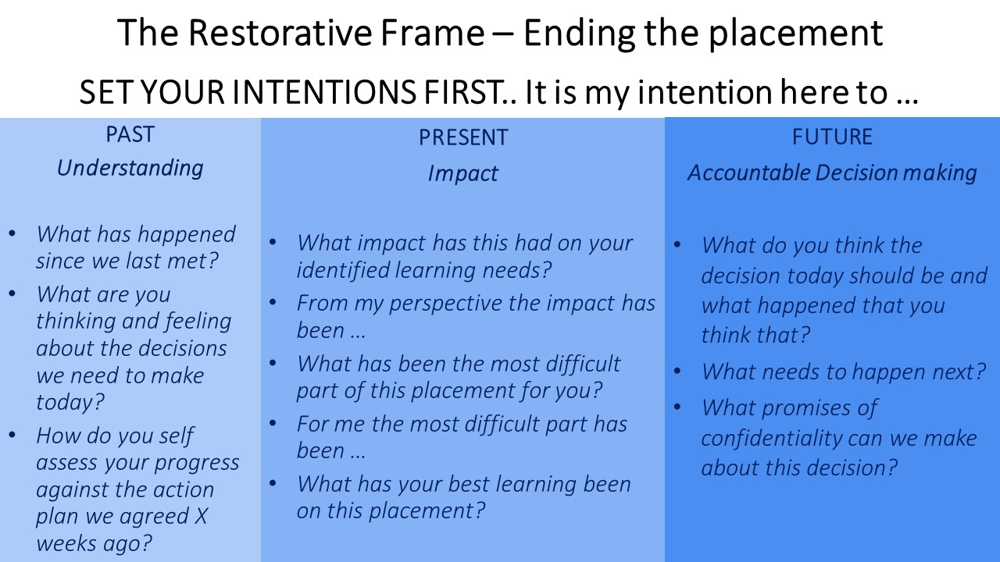 The Restorative Frame – Ending the placement
SET YOUR INTENTIONS FIRST.. It is my intention here to …
PAST
Understanding
• What has happened
since we last met?
• What are you
thinking and feeling
about the decisions
we need to make
today?
• How do you self
assess your progress
against the action
plan we agreed X
weeks ago?
PRESENT
Impact
• What impact has this had on your
identified learning needs?
• From my perspective the impact has
been …
• What has been the most difficult
part of this placement for you?
• For me the most difficult part has
been …
• What has your best learning been
on this placement?
FUTURE
Accountable Decision making
• What do you think the
decision today should be and
what happened that you
think that?
• What needs to happen next?
• What promises of
confidentiality can we make
about this decision?